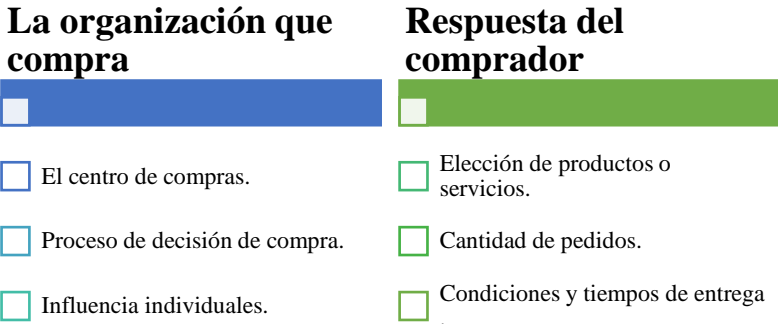 La organización que
compra
El centro de compras.
Proceso de decisión de compra.
Influencia individuales.
Respuesta del
comprador
Elección de productos o
servicios.
Cantidad de pedidos.
Condiciones y tiempos de entrega